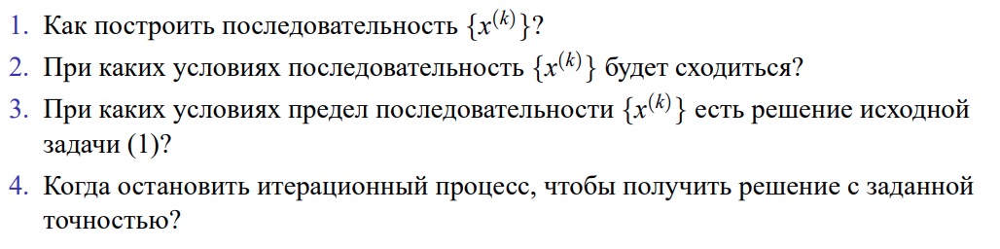 1. Как построить последовательность {x^(k)}?
2. При каких условиях последовательность {x^(k)} будет сходиться?
3. При каких условиях предел последовательности {x^(k)} есть решение исходной
задачи (1)?
4. Когда остановить итерационный процесс, чтобы получить решение с заданной
точностью?